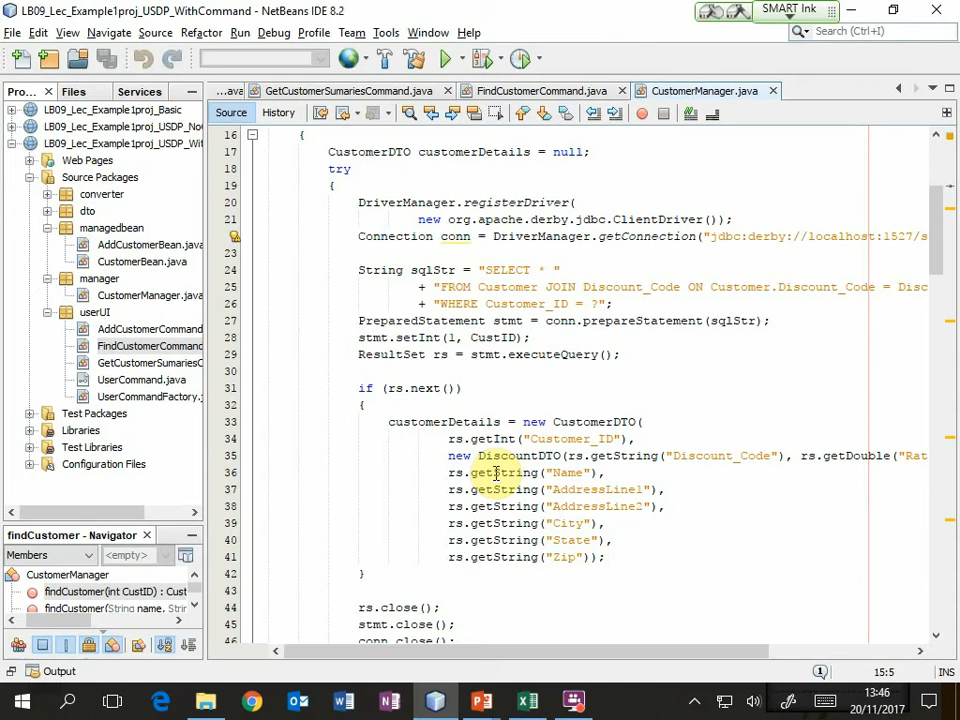 LB09_Lec_Example1proj_USDP_WithCommand - NetBeans IDE 8.2
SMART Ink
File Edit View Navigate Source Refactor Run Debug Profile Team Tools Window Help
Search (Ctrl+I)
Pro... Files Services
...ava GetCustomerSumariesCommand.java FindCustomerCommand.java CustomerManager.java
Source History
LB09_Lec_Example1proj_Basic
LB09_Lec_Example1proj_USDP_No
LB09_Lec_Example1proj_USDP_Wit
Web Pages
Source Packages
converter
dto
managedbean
AddCustomerBean.java
CustomerBean.java
manager
CustomerManager.java
userUI
AddCustomerCommand
FindCustomerCommand
GetCustomerSumariesC
UserCommand.java
UserCommandFactory.
Test Packages
Libraries
Test Libraries
Configuration Files
findCustomer - Navigator
Members <empty>
CustomerManager
findCustomer(int CustID) : Cust
findCustomer(String name, Strin
16 {
17 CustomerDTO customerDetails = null;
18 try
19 {
20 DriverManager.registerDriver(
21 new org.apache.derby.jdbc.ClientDriver());
Connection conn = DriverManager.getConnection("jdbc:derby://localhost:1527/s
23
24 String sqlStr = "SELECT * "
25 + "FROM Customer JOIN Discount_Code ON Customer.Discount_Code = Disc
26 + "WHERE Customer_ID = ?";
27 PreparedStatement stmt = conn.prepareStatement(sqlStr);
28 stmt.setInt(1, CustID);
29 ResultSet rs = stmt.executeQuery();
30
31 if (rs.next())
32 {
33 customerDetails = new CustomerDTO(
34 rs.getInt("Customer_ID"),
35 new DiscountDTO(rs.getString("Discount_Code"), rs.getDouble("Rat
36 rs.getString("Name"),
37 rs.getString("AddressLine1"),
38 rs.getString("AddressLine2"),
39 rs.getString("City"),
40 rs.getString("State"),
41 rs.getString("Zip"));
42 }
43
44 rs.close();
45 stmt.close();
46 conn.close();
Output
1 15:5 INS
13:46
20/11/2017